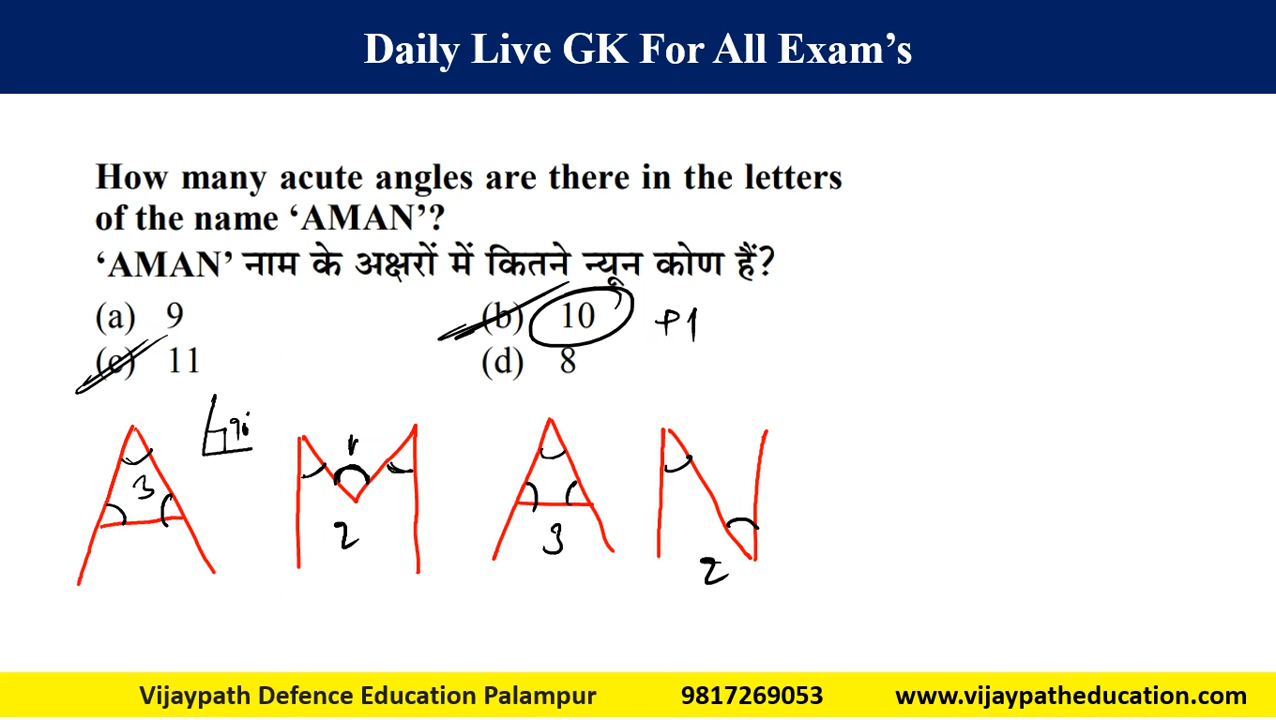 Daily Live GK For All Exam's
How many acute angles are there in the letters
of the name 'AMAN'?
'AMAN' नाम के अक्षरों में कितने न्यून कोण हैं?
(a) 9 (b) 10 +1
(c) 11 (d) 8
A 3 90 M 1 2 A 3 N 2
Vijaypath Defence Education Palampur 9817269053 www.vijaypatheducation.com